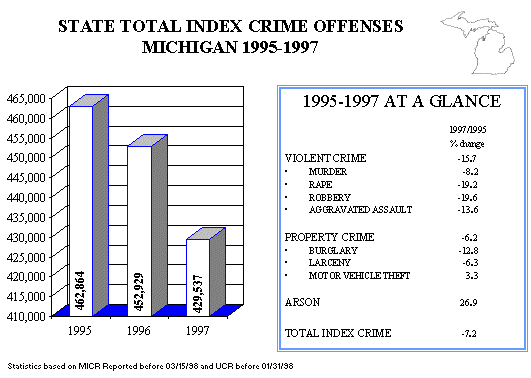 STATE TOTAL INDEX CRIME OFFENSES
MICHIGAN 1995-1997
465,000
460,000
455,000
450,000
445,000
440,000
435,000
430,000
425,000
420,000
415,000
410,000
462,864
452,929
429,537
1995
1996
1997
1995-1997 AT A GLANCE
1997/1995
% change
VIOLENT CRIME -15.7
• MURDER -8.2
• RAPE -19.2
• ROBBERY -19.6
• AGGRAVATED ASSAULT -13.6
PROPERTY CRIME -6.2
• BURGLARY -12.8
• LARCENY -6.3
• MOTOR VEHICLE THEFT 3.3
ARSON 26.9
TOTAL INDEX CRIME -7.2
Statistics based on MICR Reported before 03/15/98 and UCR before 01/31/98